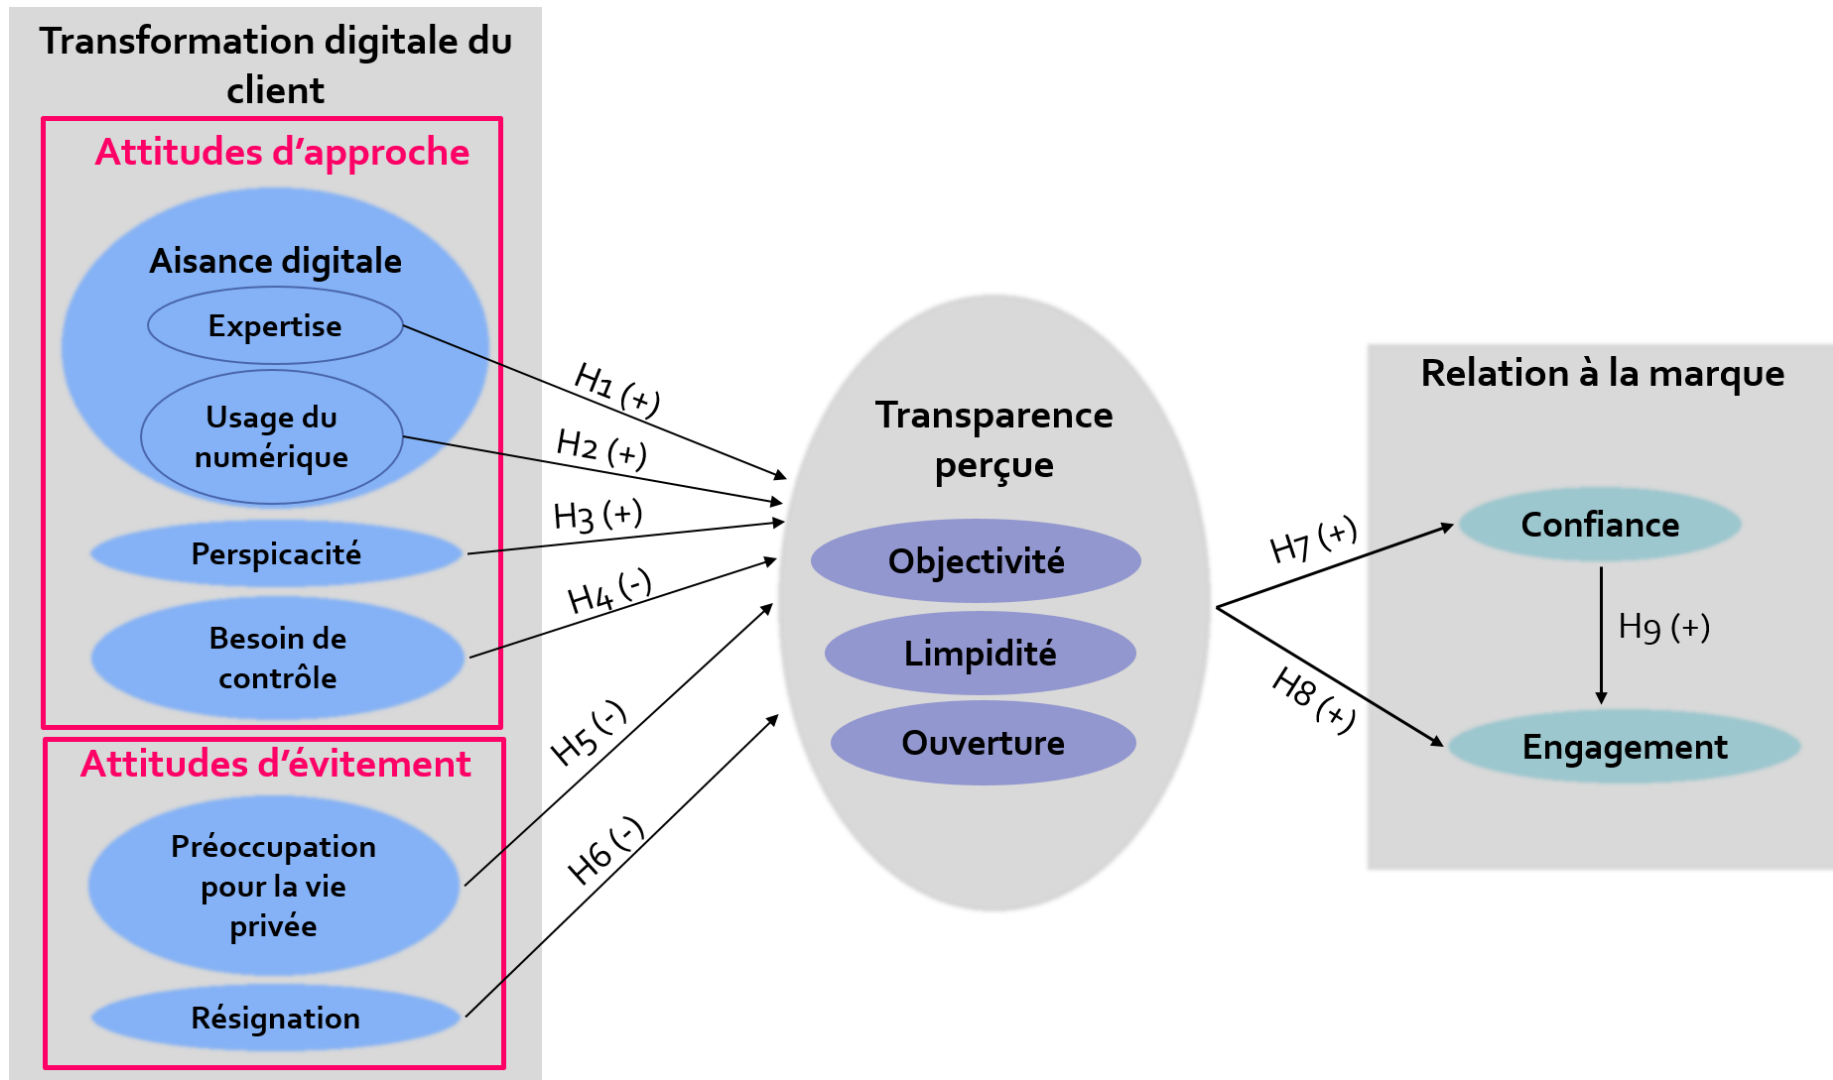 Transformation digitale du
client
Attitudes d’approche
Aisance digitale
Expertise
Usage du
numérique
Perspicacité
Besoin de
contrôle
Attitudes d’évitement
Préoccupation
pour la vie
privée
Résignation
H1 (+)
H2 (+)
H3 (+)
H4 (-)
H5 (-)
H6 (-)
Transparence
perçue
Objectivité
Limpidité
Ouverture
H7 (+)
H8 (+)
Relation à la marque
Confiance
H9 (+)
Engagement